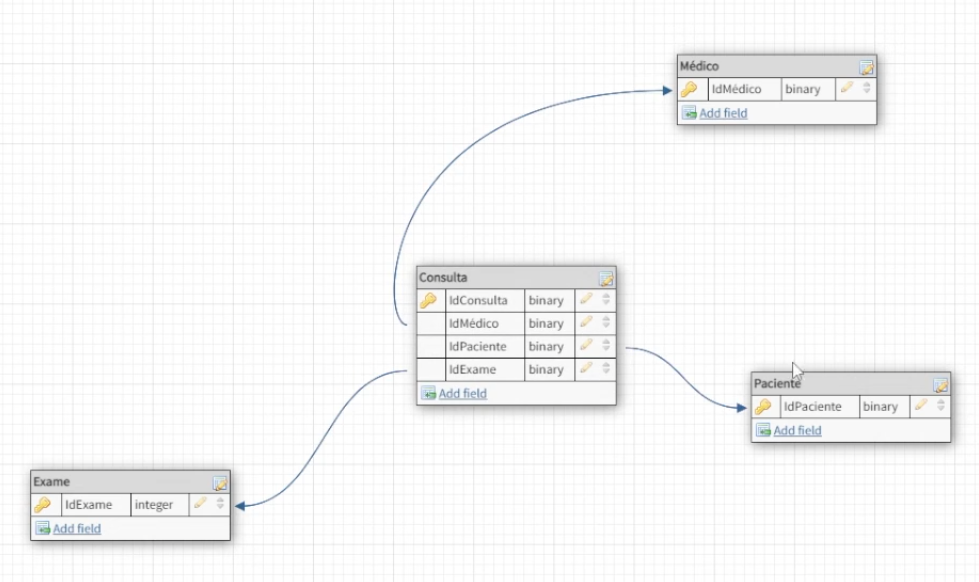 Médico
IdMédico binary
Add field
Consulta
IdConsulta binary
IdMédico binary
IdPaciente binary
IdExame binary
Add field
Paciente
IdPaciente binary
Add field
Exame
IdExame integer
Add field